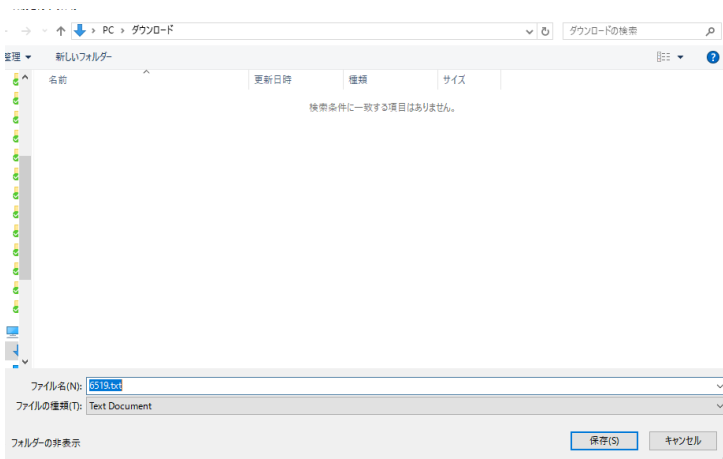 PC › ダウンロード
ダウンロードの検索
整理 新しいフォルダー
名前 更新日時 種類 サイズ
検索条件に一致する項目はありません。
ファイル名(N): 6519.txt
ファイルの種類(T): Text Document
フォルダーの非表示 保存(S) キャンセル